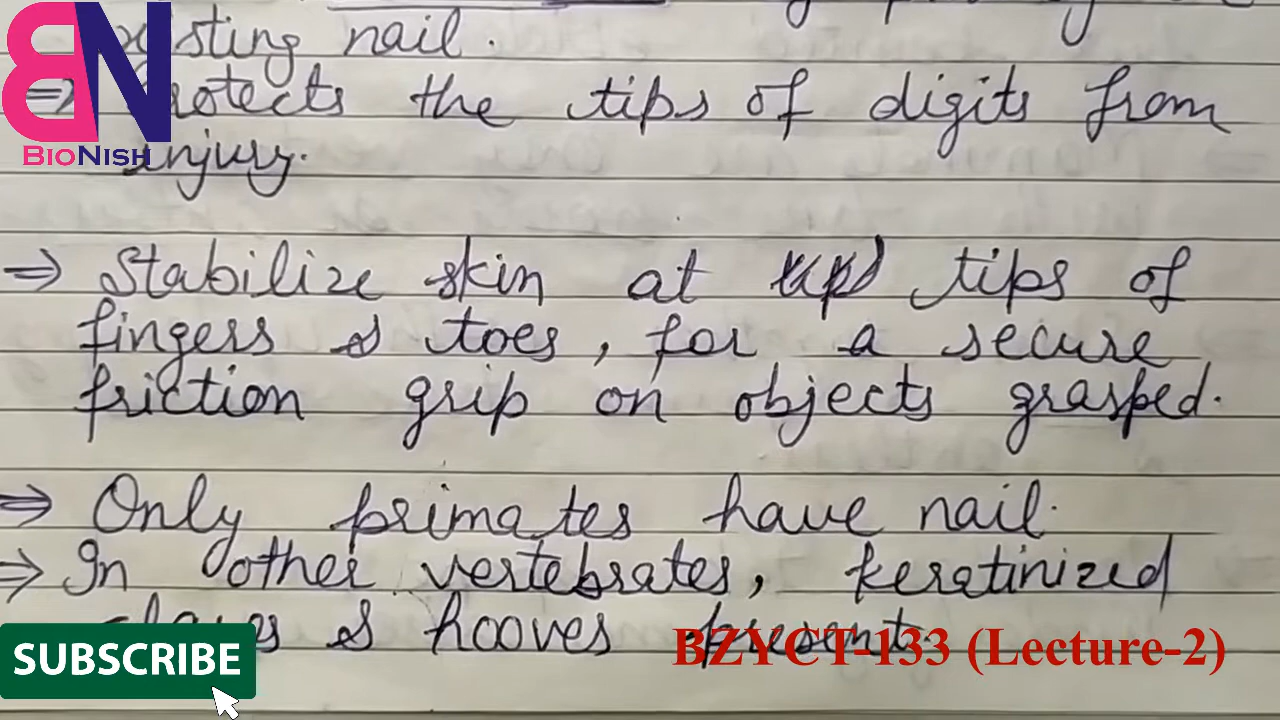 existing nail.
⇒ Protects the tips of digits from
injury.
⇒ Stabilize skin at tips of
fingers & toes, for a secure
friction grip on objects grasped.
⇒ Only primates have nail.
⇒ In other vertebrates, keratinized
claws & hooves present.
BN
BIONISH
SUBSCRIBE
BZYCT-133 (Lecture-2)